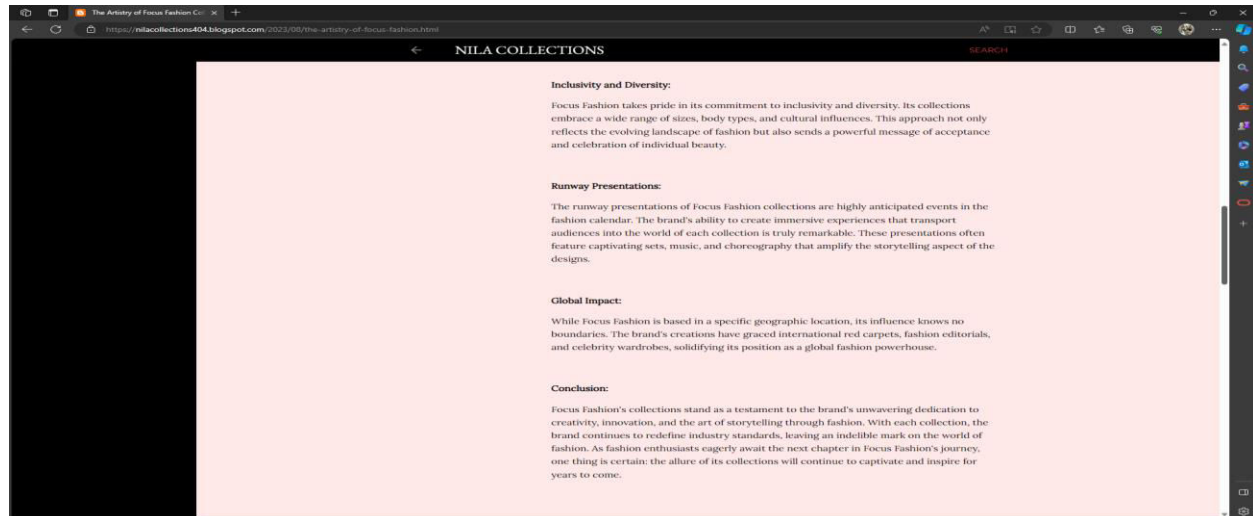 The Artistry of Focus Fashion Col
https://nilacollections404.blogspot.com/2023/08/the-artistry-of-focus-fashion.html
NILA COLLECTIONS
SEARCH
Inclusivity and Diversity:
Focus Fashion takes pride in its commitment to inclusivity and diversity. Its collections
embrace a wide range of sizes, body types, and cultural influences. This approach not only
reflects the evolving landscape of fashion but also sends a powerful message of acceptance
and celebration of individual beauty.
Runway Presentations:
The runway presentations of Focus Fashion collections are highly anticipated events in the
fashion calendar. The brand's ability to create immersive experiences that transport
audiences into the world of each collection is truly remarkable. These presentations often
feature captivating sets, music, and choreography that amplify the storytelling aspect of the
designs.
Global Impact:
While Focus Fashion is based in a specific geographic location, its influence knows no
boundaries. The brand's creations have graced international red carpets, fashion editorials,
and celebrity wardrobes, solidifying its position as a global fashion powerhouse.
Conclusion:
Focus Fashion's collections stand as a testament to the brand's unwavering dedication to
creativity, innovation, and the art of storytelling through fashion. With each collection, the
brand continues to redefine industry standards, leaving an indelible mark on the world of
fashion. As fashion enthusiasts eagerly await the next chapter in Focus Fashion's journey,
one thing is certain: the allure of its collections will continue to captivate and inspire for
years to come.